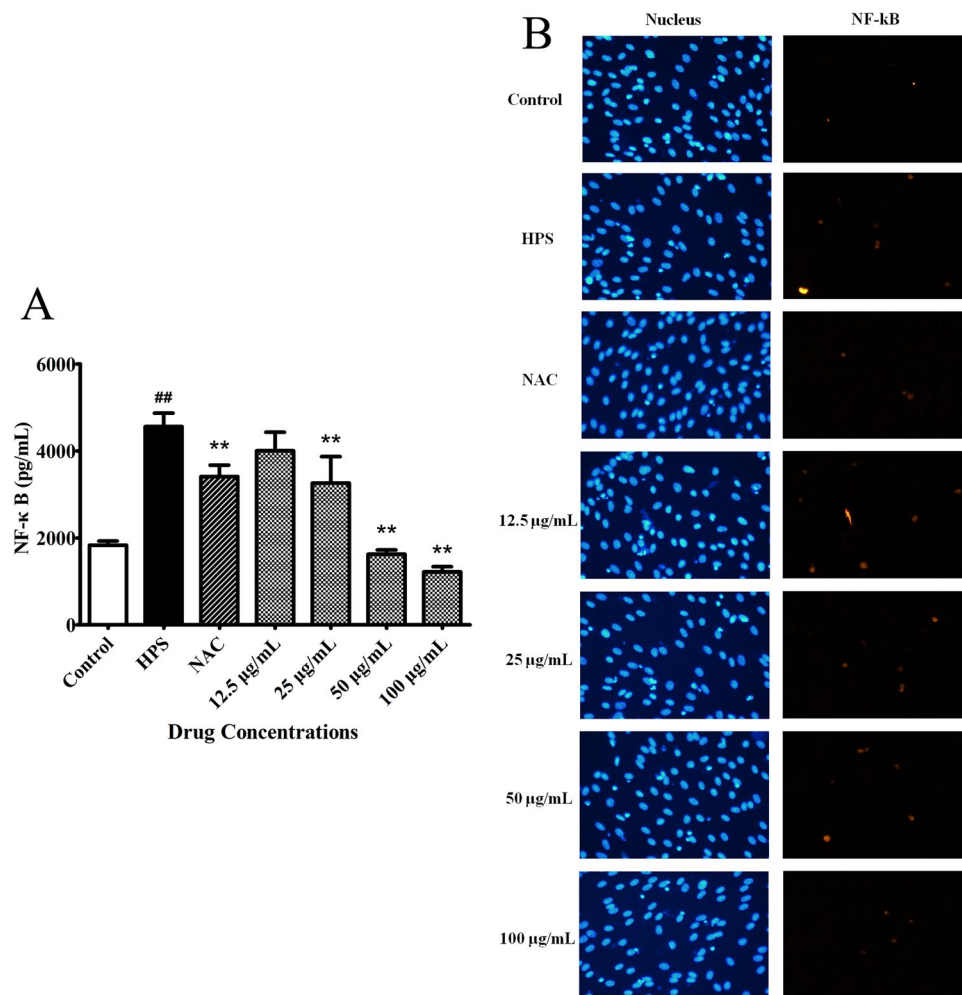 A
6000
4000
2000
0
NF-κ B (pg/mL)
##
**
**
**
**
Control
HPS
NAC
12.5 μg/mL
25 μg/mL
50 μg/mL
100 μg/mL
Drug Concentrations
B
Nucleus
NF-kB
Control
HPS
NAC
12.5 μg/mL
25 μg/mL
50 μg/mL
100 μg/mL